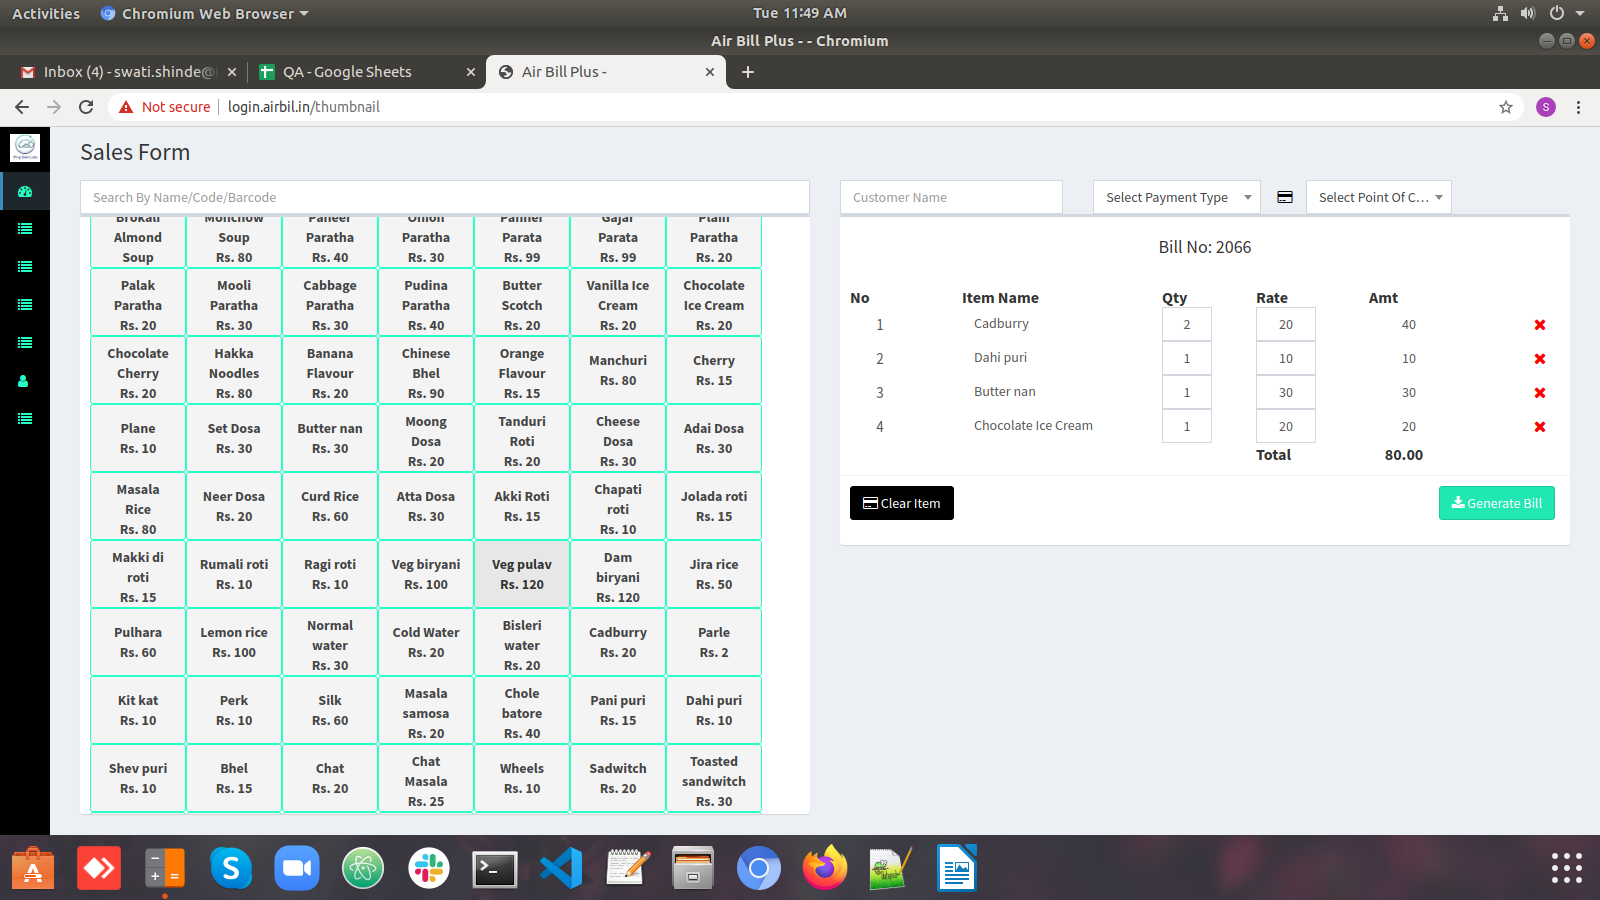 Activities
Chromium Web Browser
Tue 11:49 AM
Air Bill Plus - - Chromium
Inbox (4) - swati.shinde@
QA - Google Sheets
Air Bill Plus -
Not secure
login.airbil.in/thumbnail
S
Sales Form
Search By Name/Code/Barcode
Customer Name
Select Payment Type
Select Point Of C...
Brokali Almond Soup
Monchow Soup Rs. 80
Paneer Paratha Rs. 40
Onion Paratha Rs. 30
Panner Parata Rs. 99
Gajar Parata Rs. 99
Plain Paratha Rs. 20
Palak Paratha Rs. 20
Mooli Paratha Rs. 30
Cabbage Paratha Rs. 30
Pudina Paratha Rs. 40
Butter Scotch Rs. 20
Vanilla Ice Cream Rs. 20
Chocolate Ice Cream Rs. 20
Chocolate Cherry Rs. 20
Hakka Noodles Rs. 80
Banana Flavour Rs. 20
Chinese Bhel Rs. 90
Orange Flavour Rs. 15
Manchuri Rs. 80
Cherry Rs. 15
Plane Rs. 10
Set Dosa Rs. 30
Butter nan Rs. 30
Moong Dosa Rs. 20
Tanduri Roti Rs. 20
Cheese Dosa Rs. 30
Adai Dosa Rs. 30
Masala Rice Rs. 80
Neer Dosa Rs. 20
Curd Rice Rs. 60
Atta Dosa Rs. 30
Akki Roti Rs. 15
Chapati roti Rs. 10
Jolada roti Rs. 15
Makki di roti Rs. 15
Rumali roti Rs. 10
Ragi roti Rs. 10
Veg biryani Rs. 100
Veg pulav Rs. 120
Dam biryani Rs. 120
Jira rice Rs. 50
Pulhara Rs. 60
Lemon rice Rs. 100
Normal water Rs. 30
Cold Water Rs. 20
Bisleri water Rs. 20
Cadburry Rs. 20
Parle Rs. 2
Kit kat Rs. 10
Perk Rs. 10
Silk Rs. 60
Masala samosa Rs. 20
Chole batore Rs. 40
Pani puri Rs. 15
Dahi puri Rs. 10
Shev puri Rs. 10
Bhel Rs. 15
Chat Rs. 20
Chat Masala Rs. 25
Wheels Rs. 10
Sadwitch Rs. 20
Toasted sandwitch Rs. 30
Bill No: 2066
No Item Name Qty Rate Amt
1 Cadburry 2 20 40
2 Dahi puri 1 10 10
3 Butter nan 1 30 30
4 Chocolate Ice Cream 1 20 20
Total 80.00
Clear Item
Generate Bill